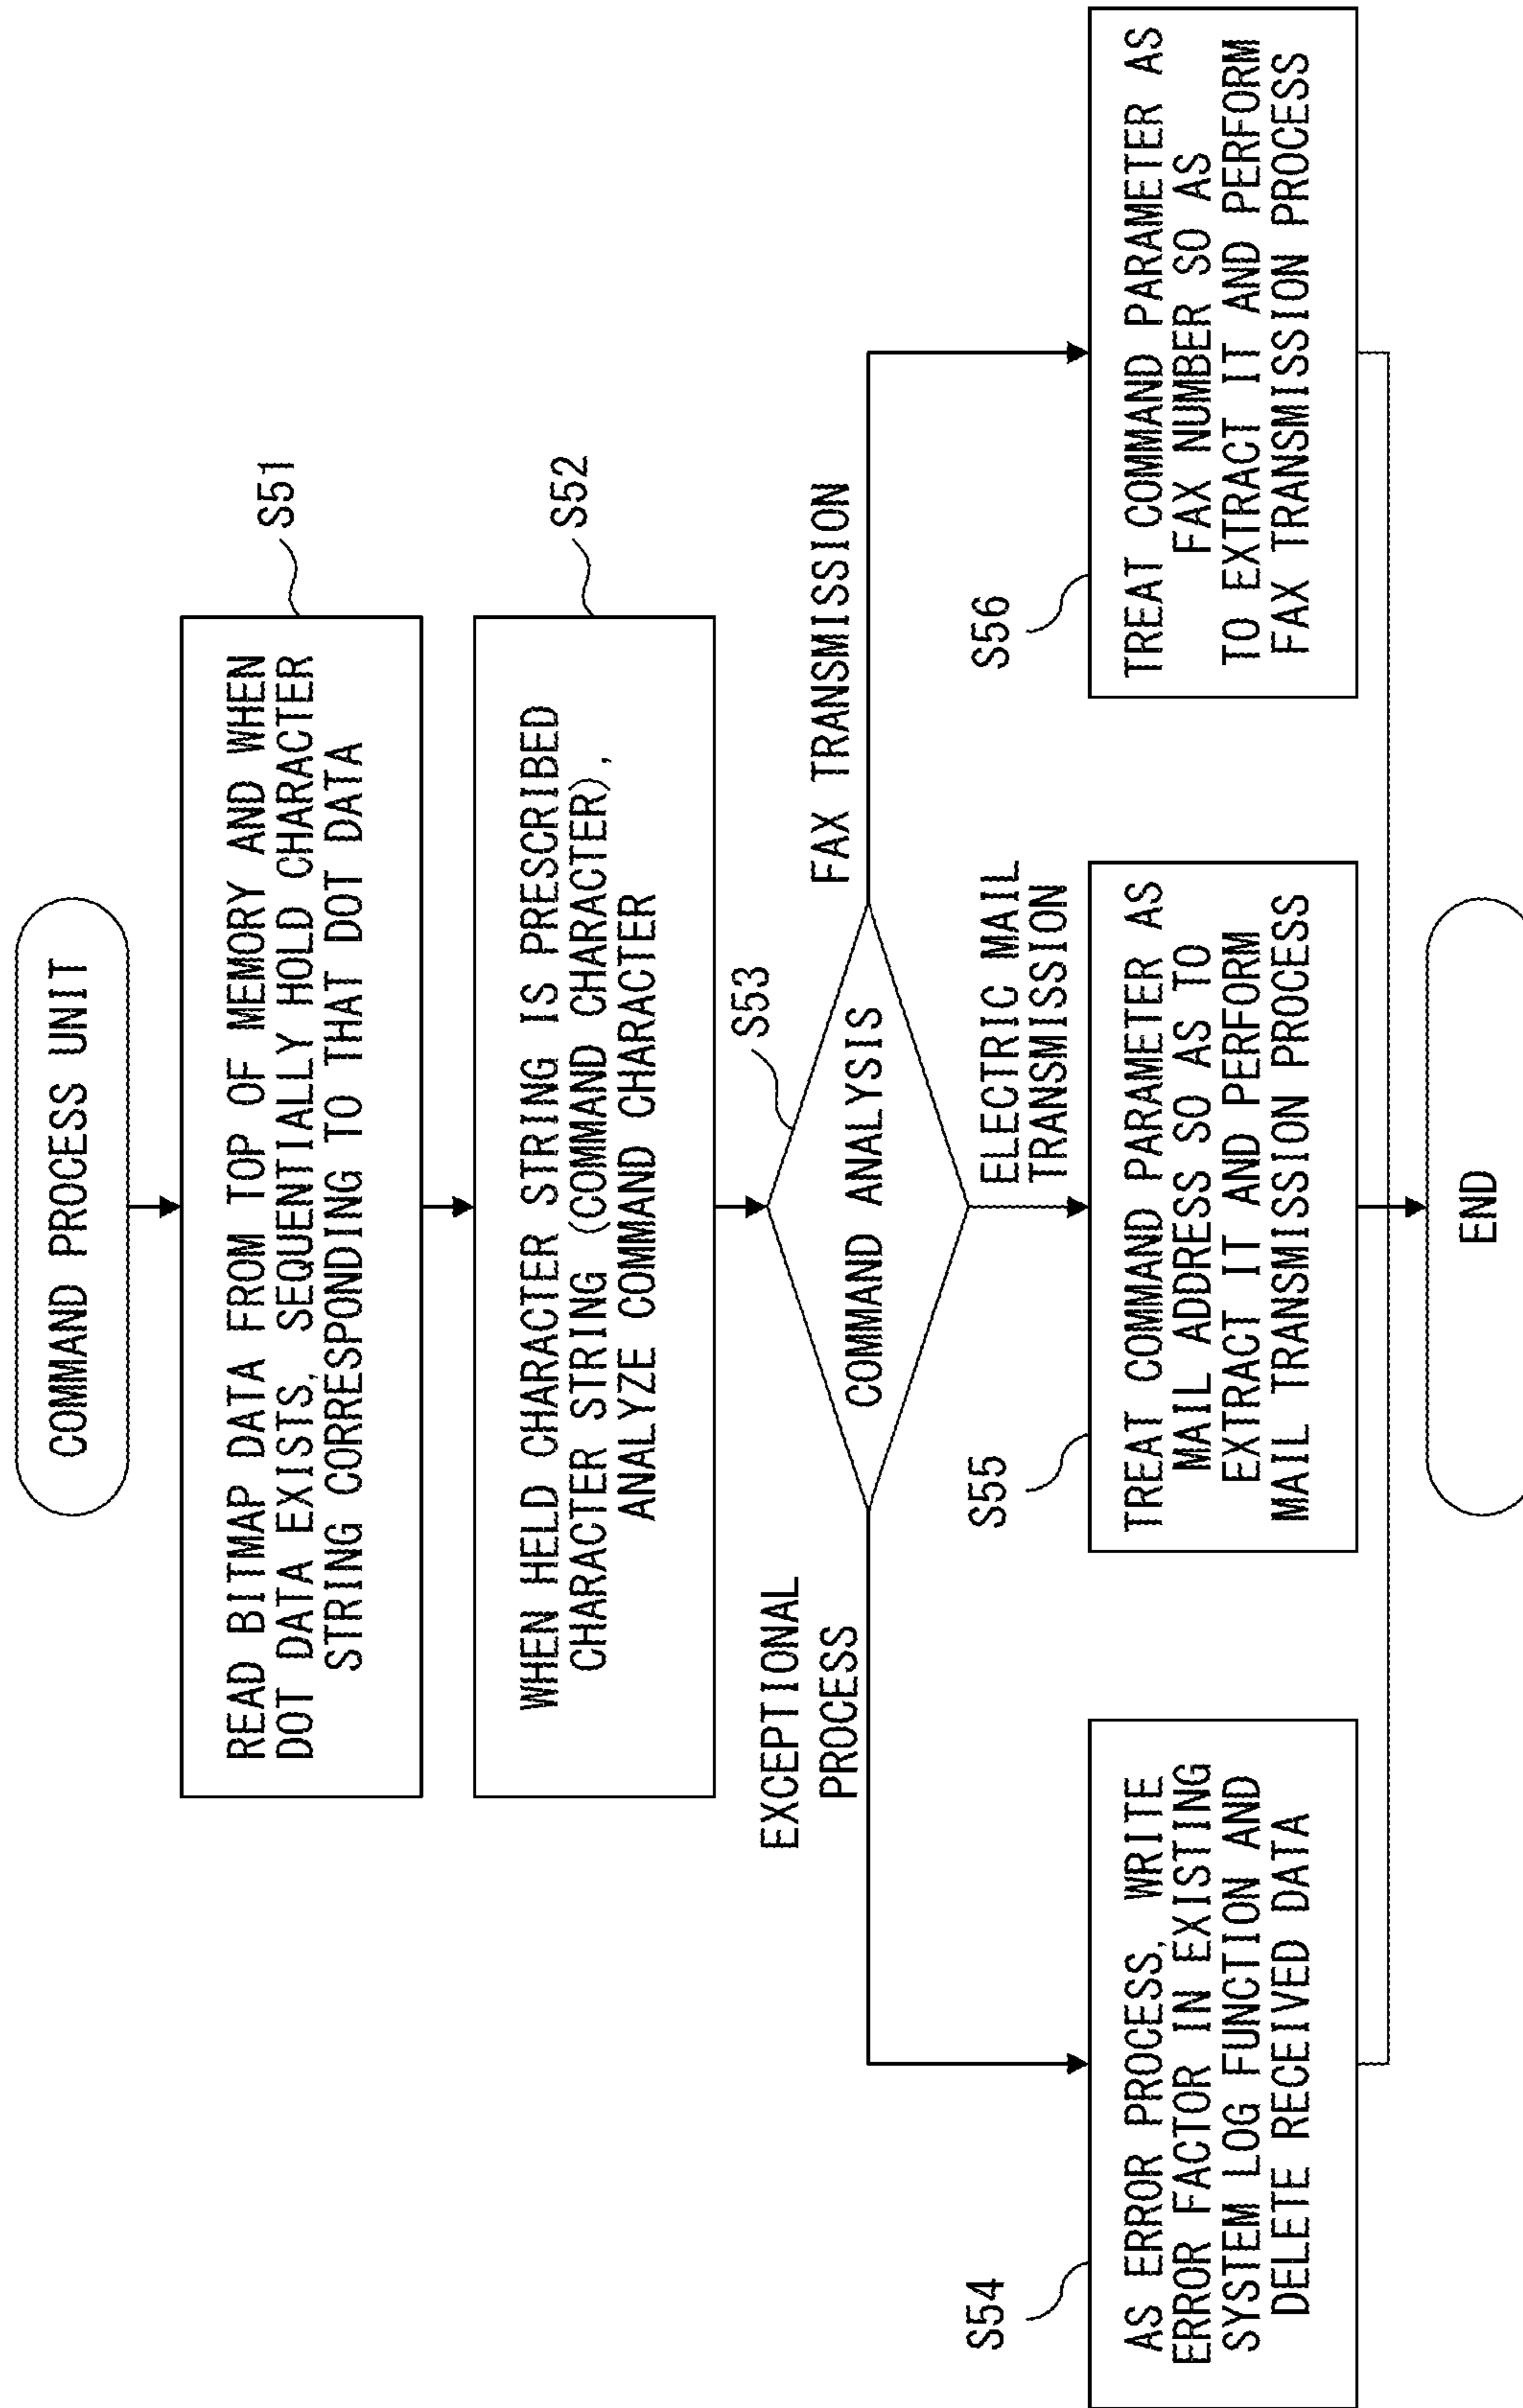 COMMAND PROCESS UNIT
READ BITMAP DATA FROM TOP OF MEMORY AND WHEN
DOT DATA EXISTS, SEQUENTIALLY HOLD CHARACTER
STRING CORRESPONDING TO THAT DOT DATA
S51
WHEN HELD CHARACTER STRING IS PRESCRIBED
CHARACTER STRING (COMMAND CHARACTER),
ANALYZE COMMAND CHARACTER
S52
S53
COMMAND ANALYSIS
EXCEPTIONAL
PROCESS
ELECTRIC MAIL
TRANSMISSION
FAX TRANSMISSION
S54
AS ERROR PROCESS, WRITE
ERROR FACTOR IN EXISTING
SYSTEM LOG FUNCTION AND
DELETE RECEIVED DATA
S55
TREAT COMMAND PARAMETER AS
MAIL ADDRESS SO AS TO
EXTRACT IT AND PERFORM
MAIL TRANSMISSION PROCESS
S56
TREAT COMMAND PARAMETER AS
FAX NUMBER SO AS
TO EXTRACT IT AND PERFORM
FAX TRANSMISSION PROCESS
END